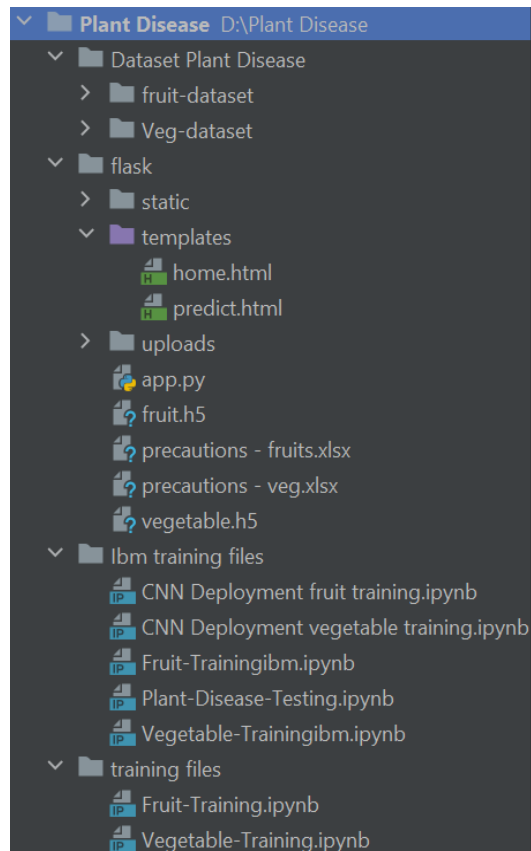 Plant Disease D:\Plant Disease
Dataset Plant Disease
fruit-dataset
Veg-dataset
flask
static
templates
home.html
predict.html
uploads
app.py
fruit.h5
precautions - fruits.xlsx
precautions - veg.xlsx
vegetable.h5
Ibm training files
CNN Deployment fruit training.ipynb
CNN Deployment vegetable training.ipynb
Fruit-Trainingibm.ipynb
Plant-Disease-Testing.ipynb
Vegetable-Trainingibm.ipynb
training files
Fruit-Training.ipynb
Vegetable-Training.ipynb